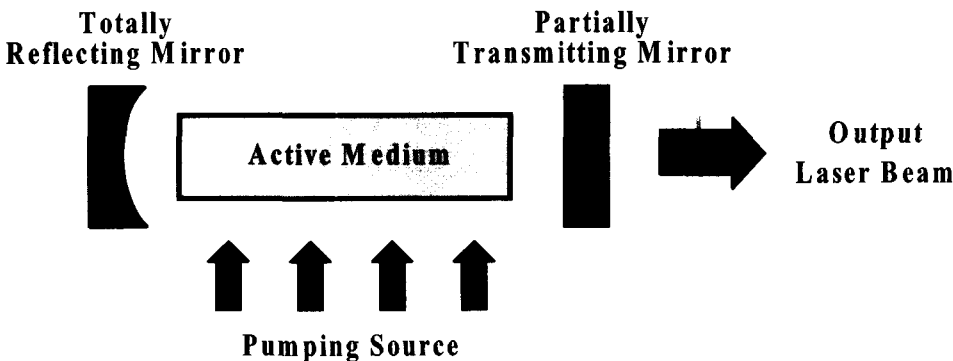 Totally
Reflecting Mirror
Partially
Transmitting Mirror
Active Medium
Output
Laser Beam
Pumping Source